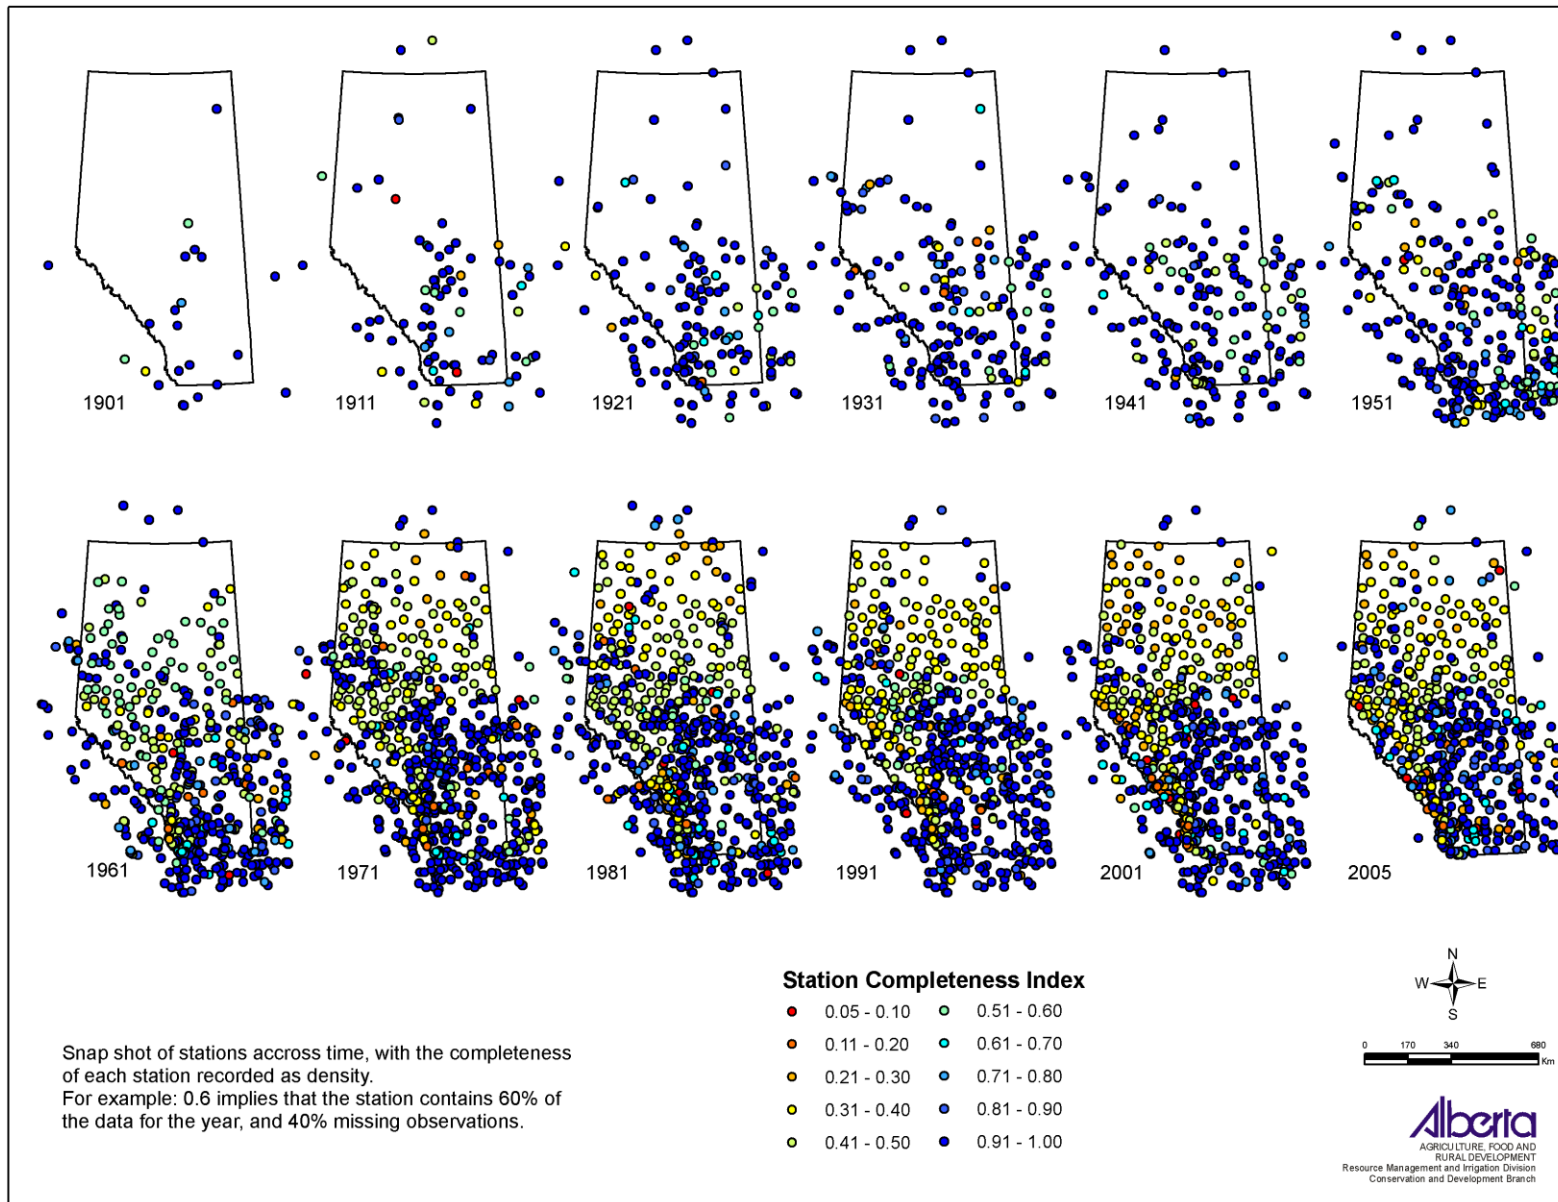 1901
1911
1921
1931
1941
1951
1961
1971
1981
1991
2001
2005
Station Completeness Index
0.05 - 0.10
0.51 - 0.60
0.11 - 0.20
0.61 - 0.70
0.21 - 0.30
0.71 - 0.80
0.31 - 0.40
0.81 - 0.90
0.41 - 0.50
0.91 - 1.00
Snap shot of stations accross time, with the completeness
of each station recorded as density.
For example: 0.6 implies that the station contains 60% of
the data for the year, and 40% missing observations.
N
W E
S
0 170 340 680
Km
Alberta
AGRICULTURE, FOOD AND
RURAL DEVELOPMENT
Resource Management and Irrigation Division
Conservation and Development Branch